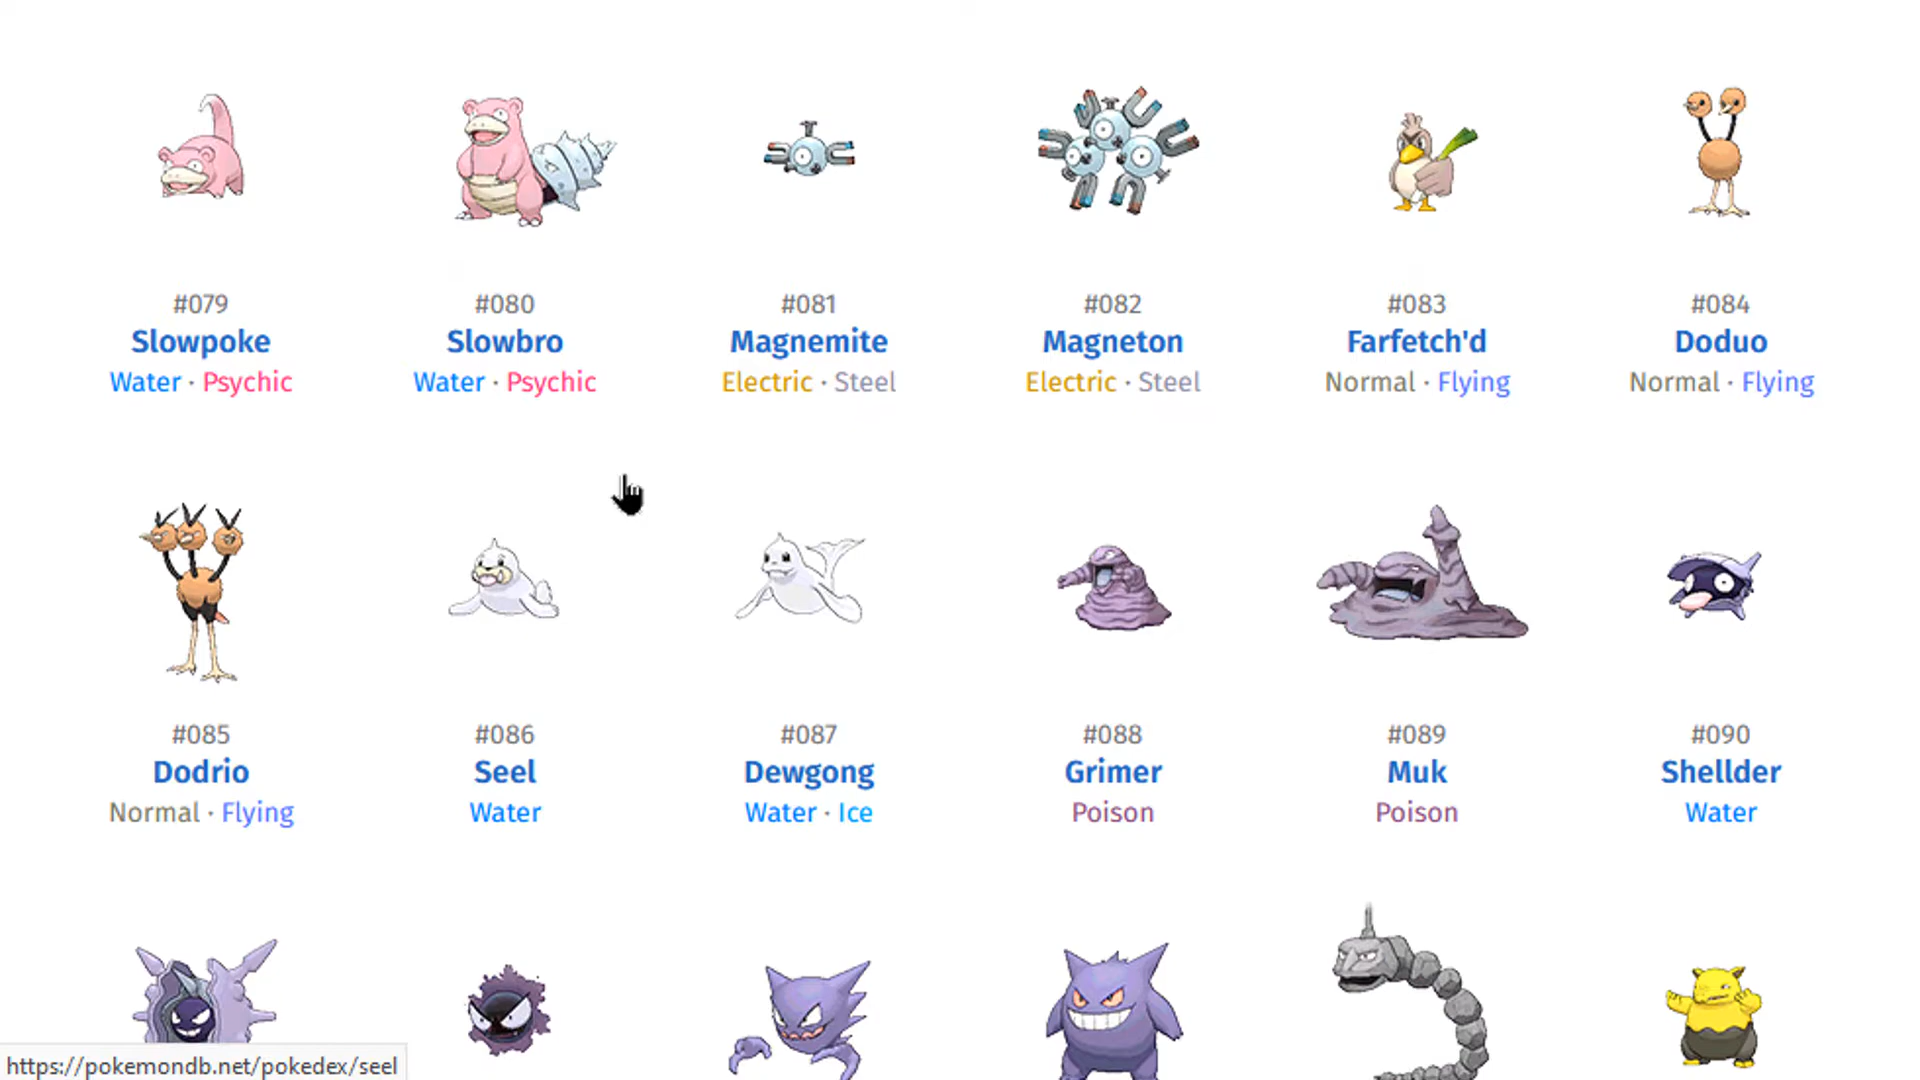 #079 #080 #081 #082 #083 #084
Slowpoke Slowbro Magnemite Magneton Farfetch'd Doduo
Water · Psychic Water · Psychic Electric · Steel Electric · Steel Normal · Flying Normal · Flying
#085 #086 #087 #088 #089 #090
Dodrio Seel Dewgong Grimer Muk Shellder
Normal · Flying Water Water · Ice Poison Poison Water
https://pokemondb.net/pokedex/seel